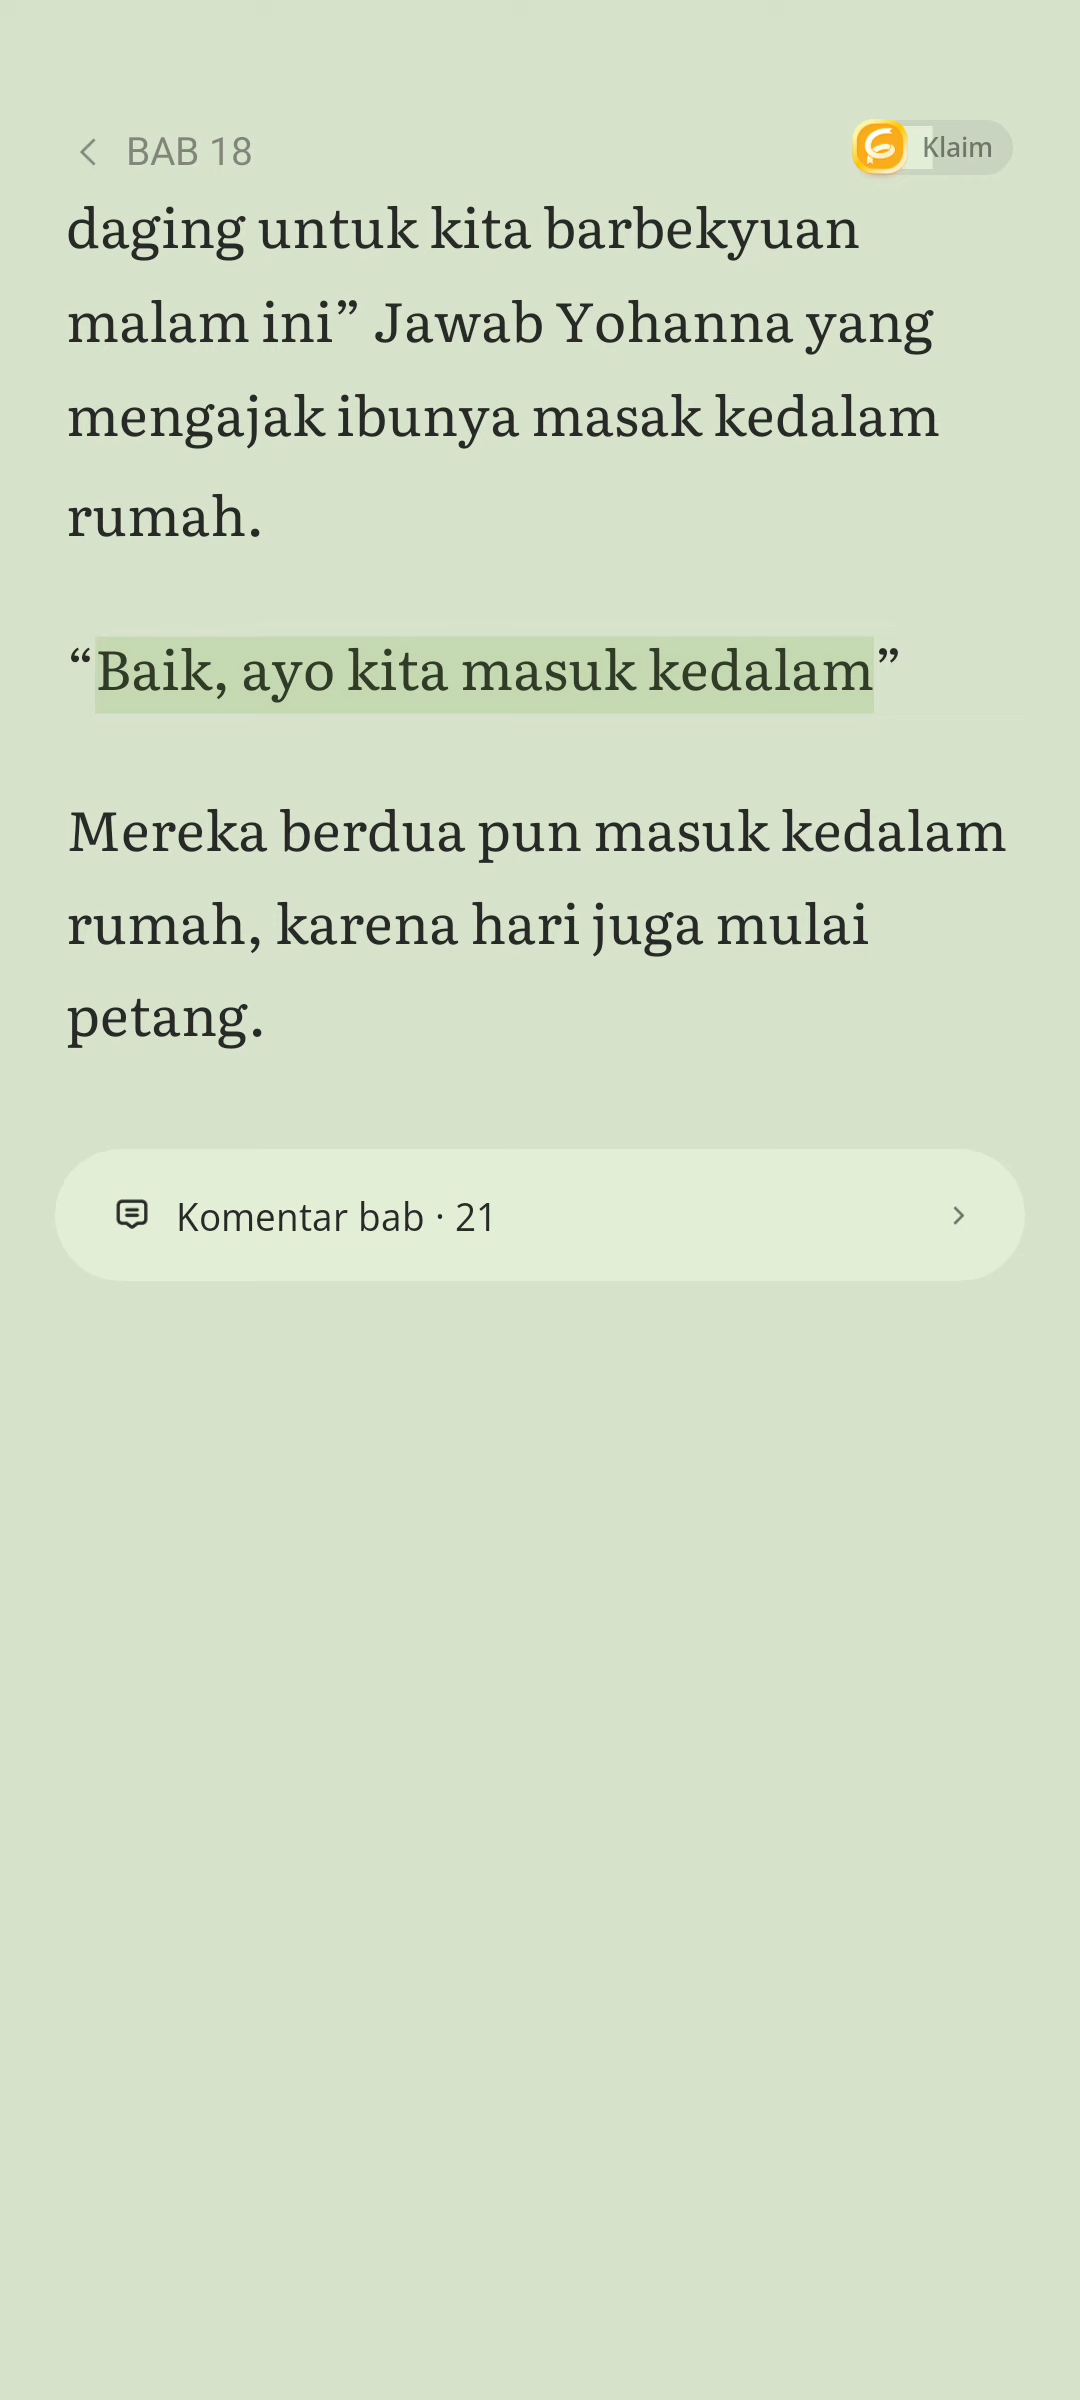 BAB 18
Klaim
daging untuk kita barbekyuan
malam ini” Jawab Yohanna yang
mengajak ibunya masak kedalam
rumah.
“Baik, ayo kita masuk kedalam”
Mereka berdua pun masuk kedalam
rumah, karena hari juga mulai
petang.
Komentar bab · 21